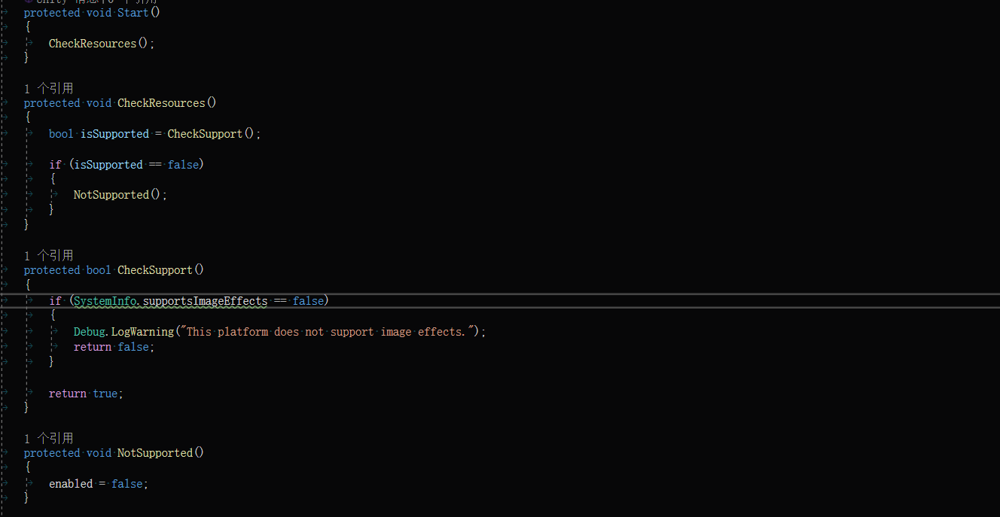 protected void Start()
{
CheckResources();
}
1 个引用
protected void CheckResources()
{
bool isSupported = CheckSupport();
if (isSupported == false)
{
NotSupported();
}
}
1 个引用
protected bool CheckSupport()
{
if (SystemInfo.supportsImageEffects == false)
{
Debug.LogWarning("This platform does not support image effects.");
return false;
}
return true;
}
1 个引用
protected void NotSupported()
{
enabled = false;
}